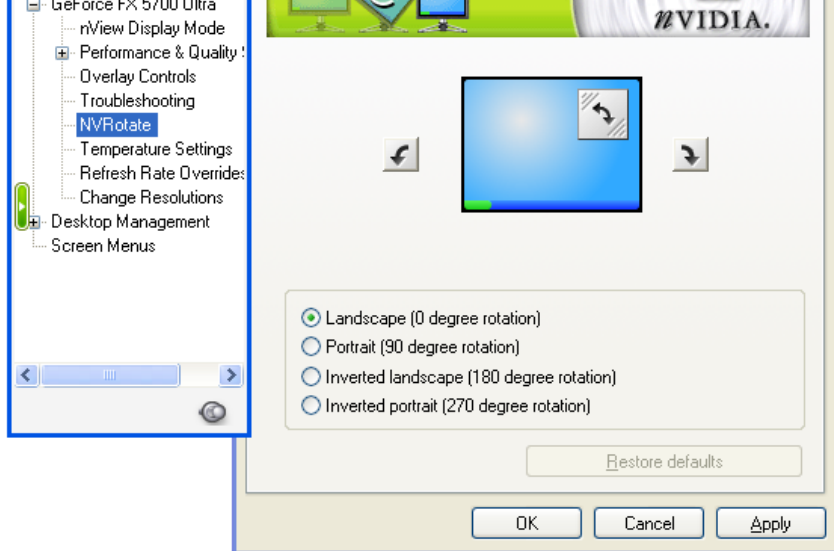 GeForce FX 5700 Ultra
nView Display Mode
Performance & Quality
Overlay Controls
Troubleshooting
NVRotate
Temperature Settings
Refresh Rate Overrides
Change Resolutions
Desktop Management
Screen Menus
nVIDIA.
Landscape (0 degree rotation)
Portrait (90 degree rotation)
Inverted landscape (180 degree rotation)
Inverted portrait (270 degree rotation)
Restore defaults
OK
Cancel
Apply